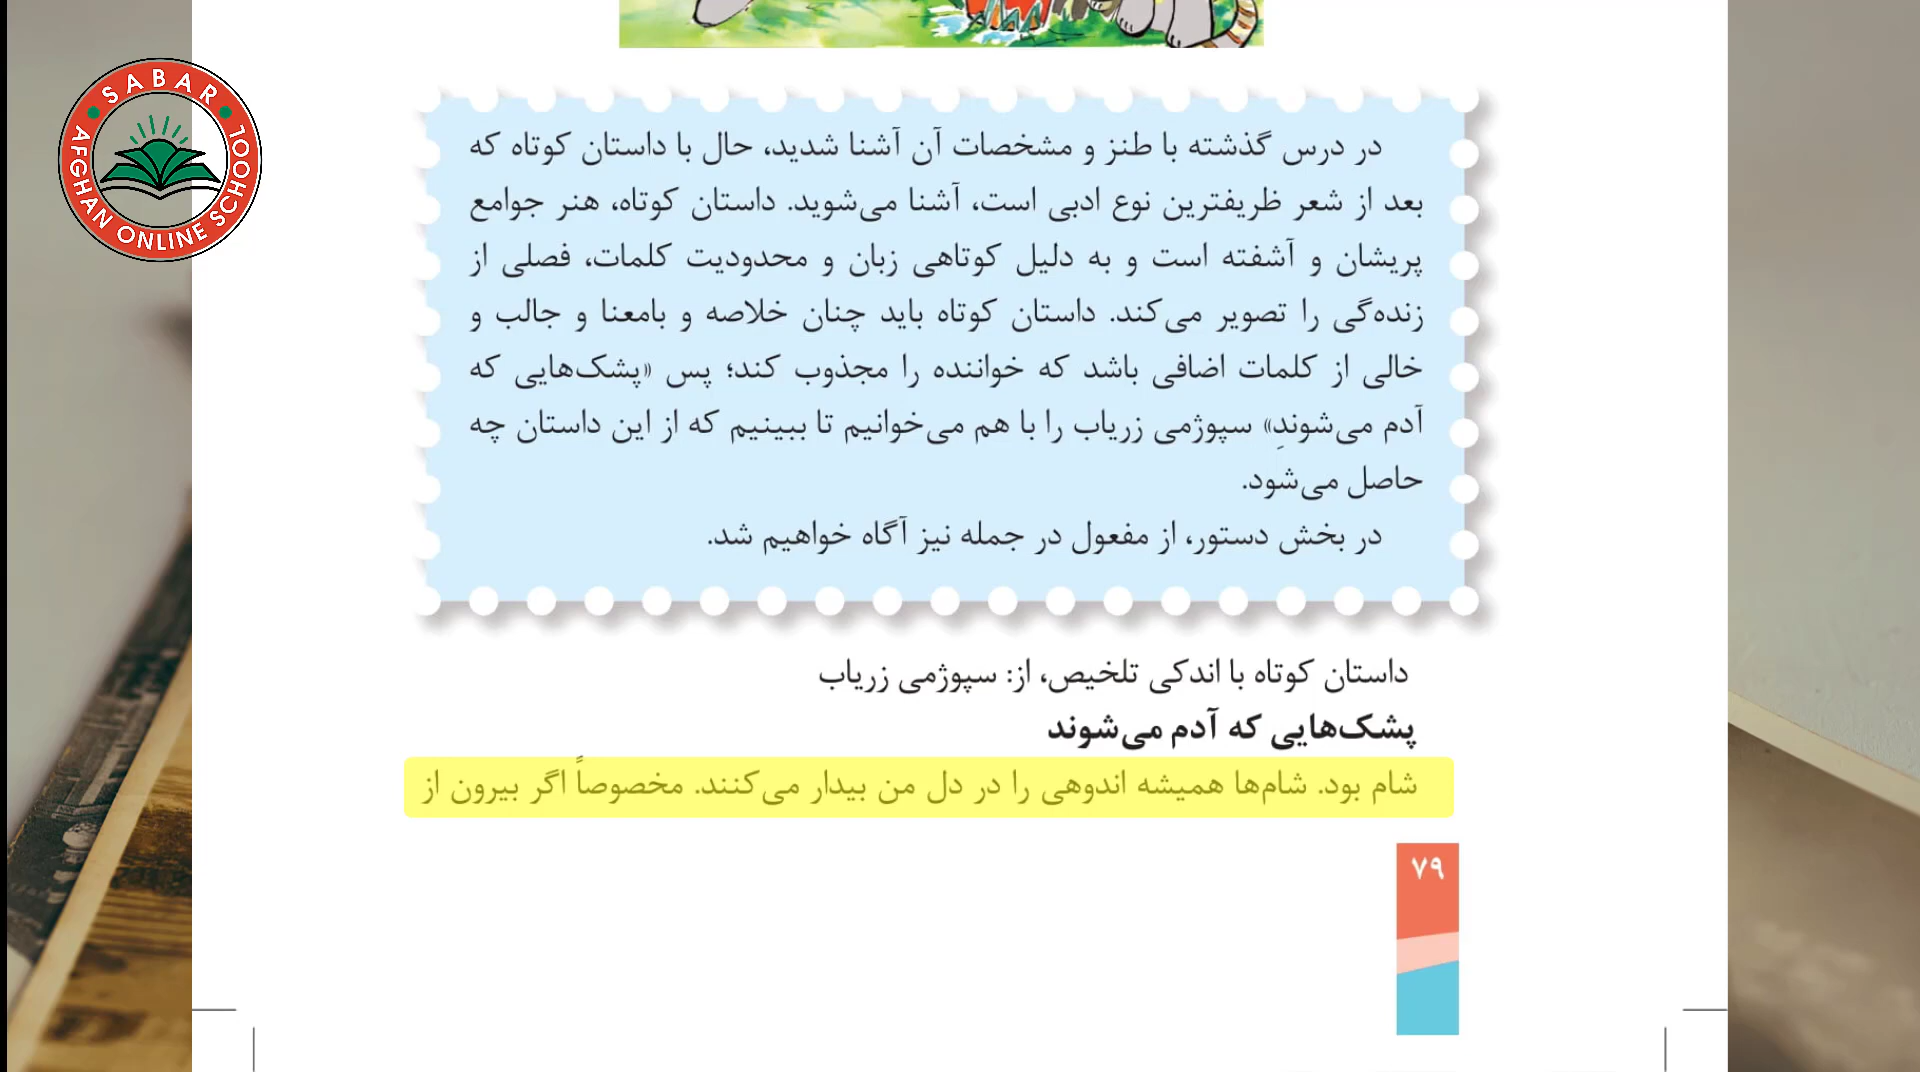 SABAR
AFGHAN ONLINE SCHOOL
در درس گذشته با طنز و مشخصات آن آشنا شدید، حال با داستان کوتاه که
بعد از شعر ظریفترین نوع ادبی است، آشنا می‌شوید. داستان کوتاه، هنر جوامع
پریشان و آشفته است و به دلیل کوتاهی زبان و محدودیت کلمات، فصلی از
زنده‌گی را تصویر می‌کند. داستان کوتاه باید چنان خلاصه و بامعنا و جالب و
خالی از کلمات اضافی باشد که خواننده را مجذوب کند؛ پس «پشک‌هایی که
آدم می‌شوندِ» سپوژمی زریاب را با هم می‌خوانیم تا ببینیم که از این داستان چه
حاصل می‌شود.
در بخش دستور، از مفعول در جمله نیز آگاه خواهیم شد.
داستان کوتاه با اندکی تلخیص، از: سپوژمی زریاب
پشک‌هایی که آدم می‌شوند
شام بود. شام‌ها همیشه اندوهی را در دل من بیدار می‌کنند. مخصوصاً اگر بیرون از
۷۹